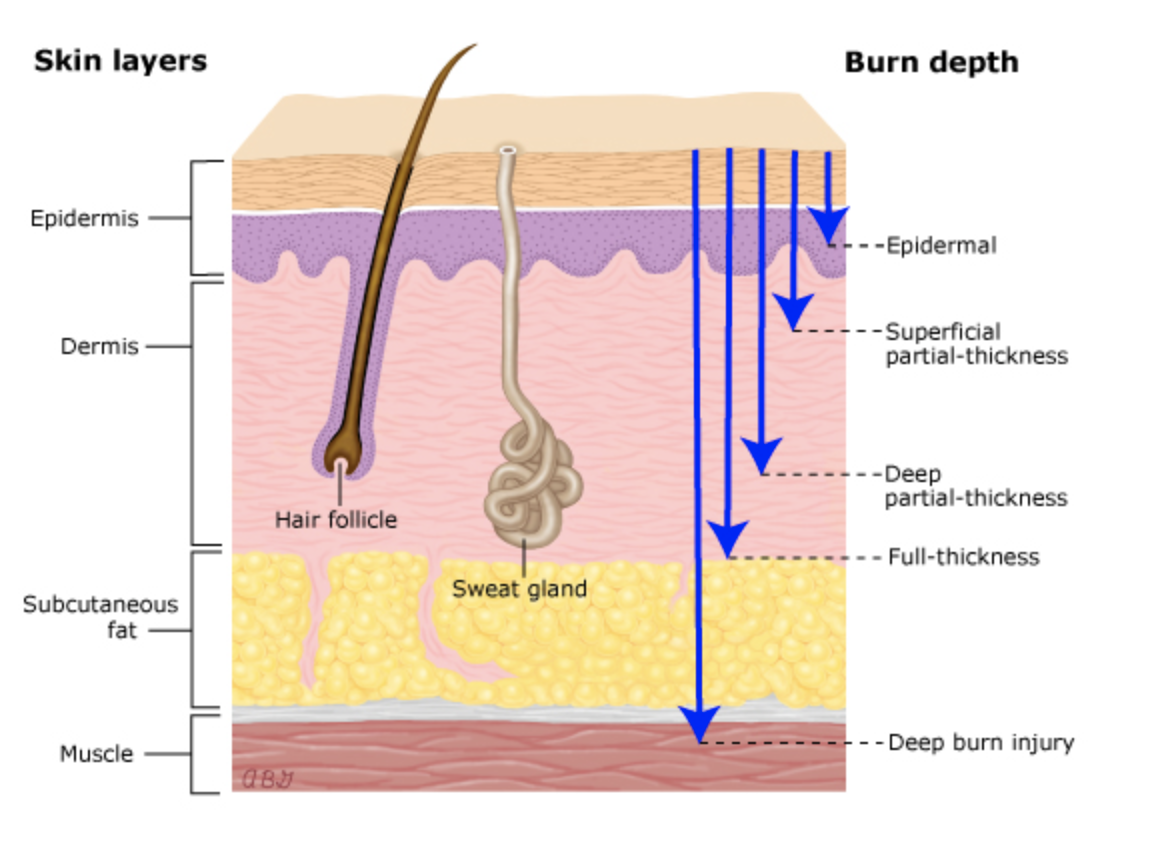 Skin layers
Burn depth
Epidermis
Epidermal
Dermis
Superficial
partial-thickness
Deep
partial-thickness
Hair follicle
Full-thickness
Sweat gland
Subcutaneous
fat
Muscle
Deep burn injury